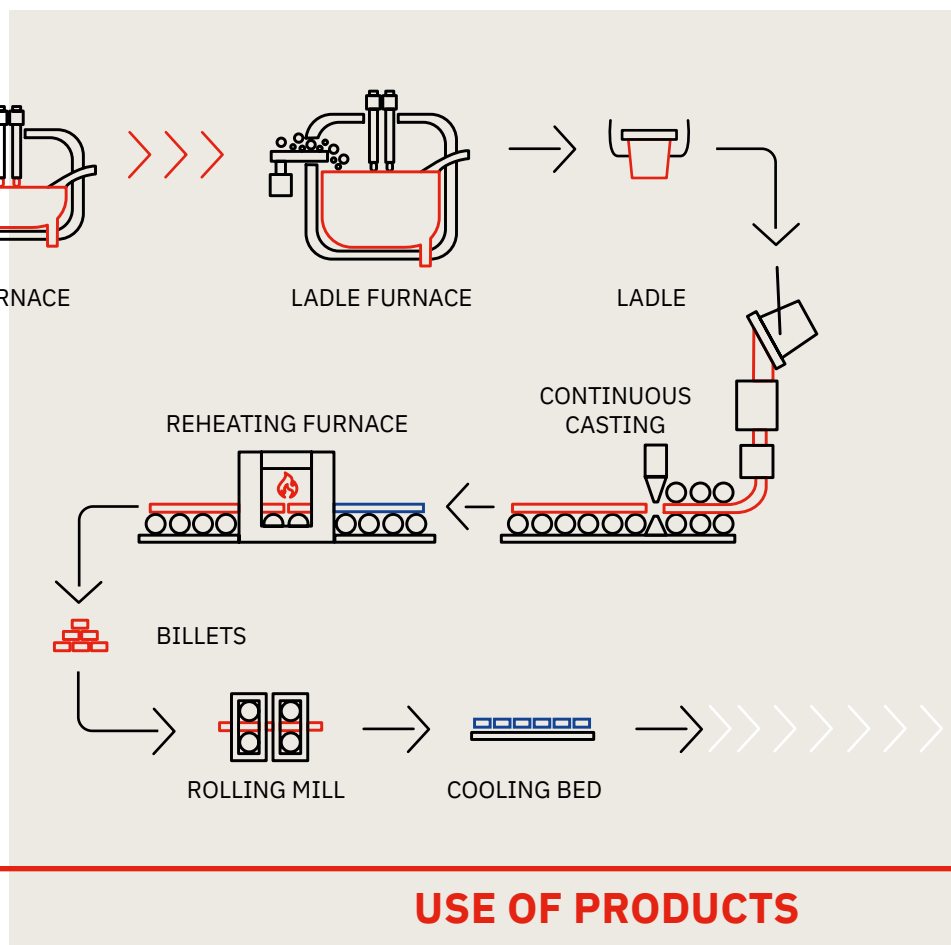 RNACE
LADLE FURNACE
LADLE
CONTINUOUS
CASTING
REHEATING FURNACE
BILLETS
ROLLING MILL
COOLING BED
USE OF PRODUCTS